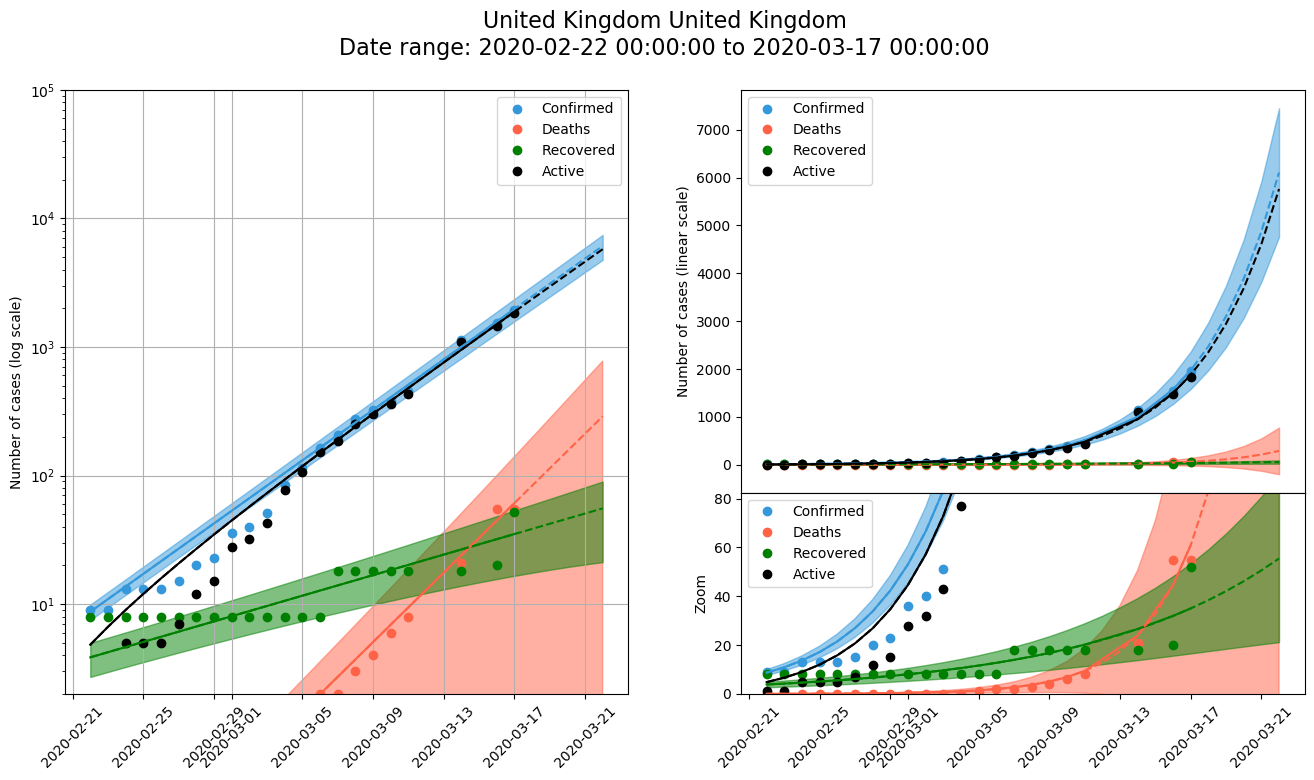 United Kingdom United Kingdom
Date range: 2020-02-22 00:00:00 to 2020-03-17 00:00:00
Number of cases (log scale)
10^5
10^4
10^3
10^2
10^1
Confirmed
Deaths
Recovered
Active
2020-02-21
2020-02-25
2020-02-29
2020-03-01
2020-03-05
2020-03-09
2020-03-13
2020-03-17
2020-03-21
Number of cases (linear scale)
7000
6000
5000
4000
3000
2000
1000
0
Confirmed
Deaths
Recovered
Active
Zoom
80
60
40
20
0
Confirmed
Deaths
Recovered
Active
2020-02-21
2020-02-25
2020-02-29
2020-03-01
2020-03-05
2020-03-09
2020-03-13
2020-03-17
2020-03-21